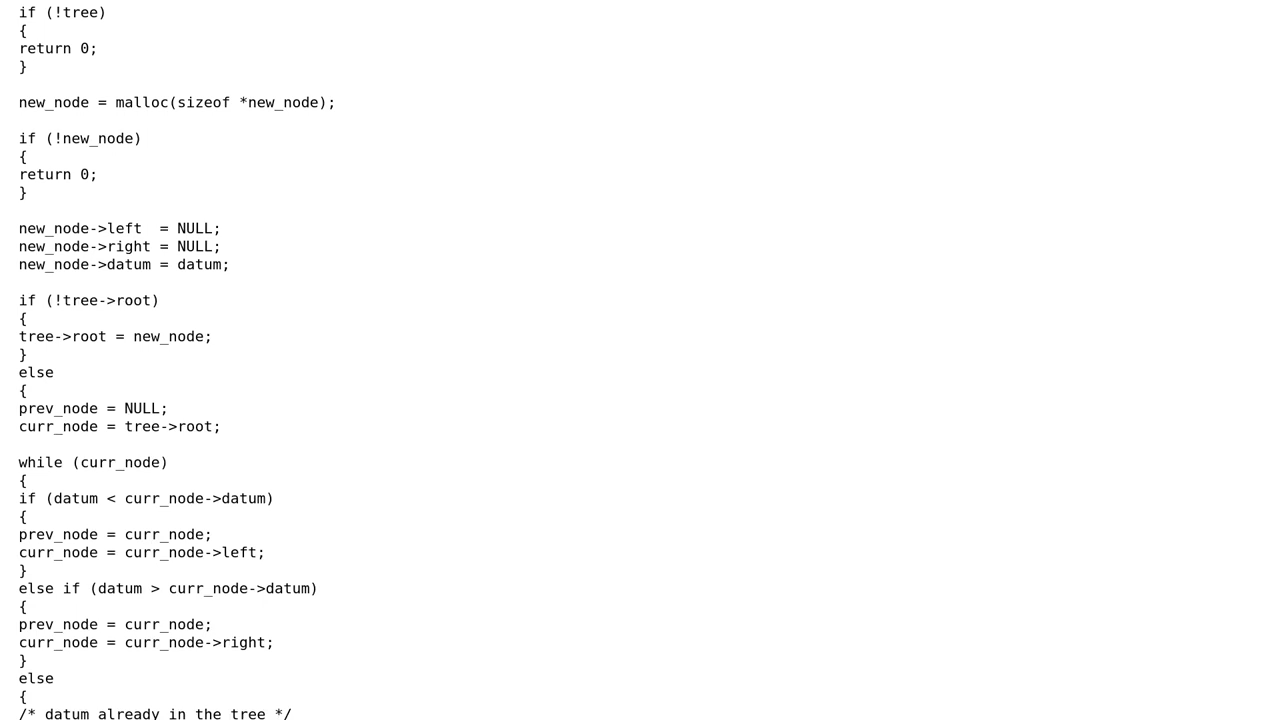 if (!tree)
{
return 0;
}

new_node = malloc(sizeof *new_node);

if (!new_node)
{
return 0;
}

new_node->left  = NULL;
new_node->right = NULL;
new_node->datum = datum;

if (!tree->root)
{
tree->root = new_node;
}
else
{
prev_node = NULL;
curr_node = tree->root;

while (curr_node)
{
if (datum < curr_node->datum)
{
prev_node = curr_node;
curr_node = curr_node->left;
}
else if (datum > curr_node->datum)
{
prev_node = curr_node;
curr_node = curr_node->right;
}
else
{
/* datum already in the tree */